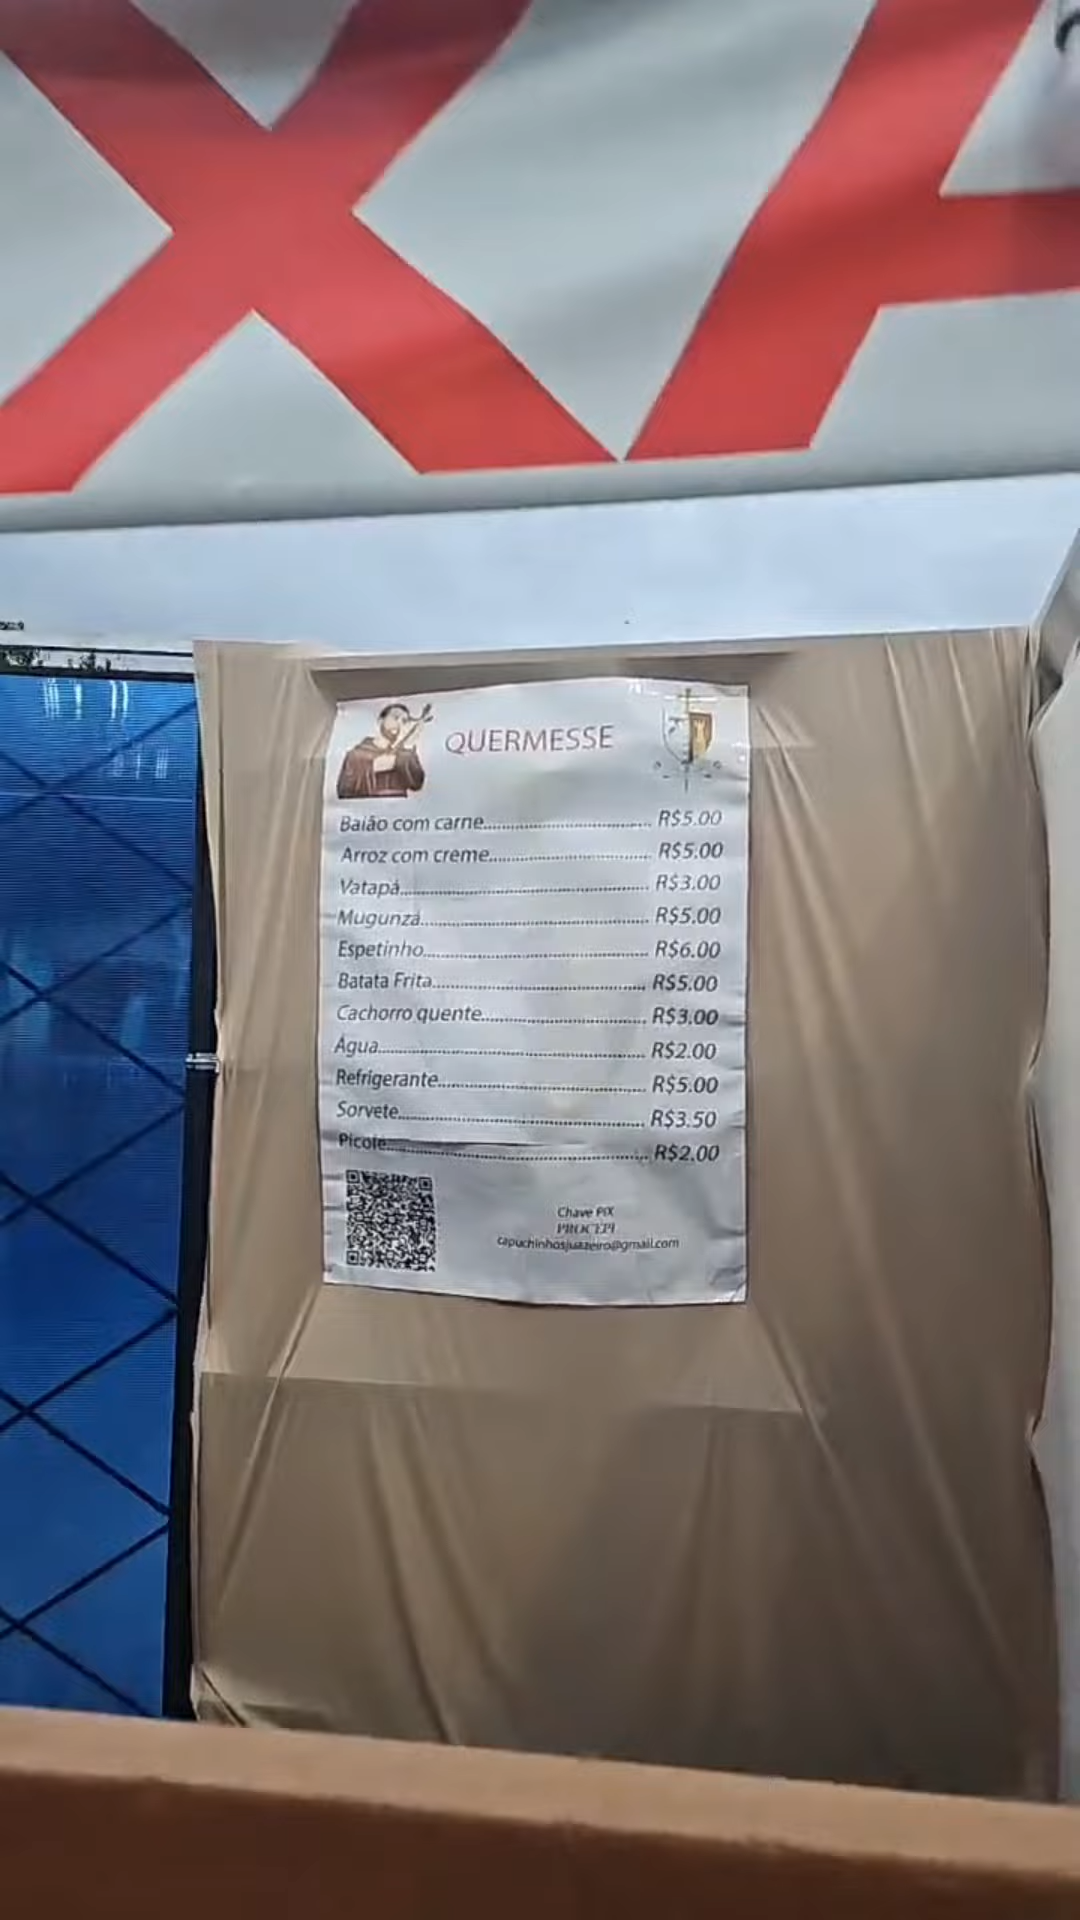 XA
QUERMESSE
Baião com carne R$5.00
Arroz com creme R$5.00
Vatapá R$3.00
Mugunzá R$5.00
Espetinho R$6.00
Batata Frita R$5.00
Cachorro quente R$3.00
Água R$2.00
Refrigerante R$5.00
Sorvete R$3.50
Picolé R$2.00
Chave PIX
PROCEPI
capuchinhosjuazeiro@gmail.com